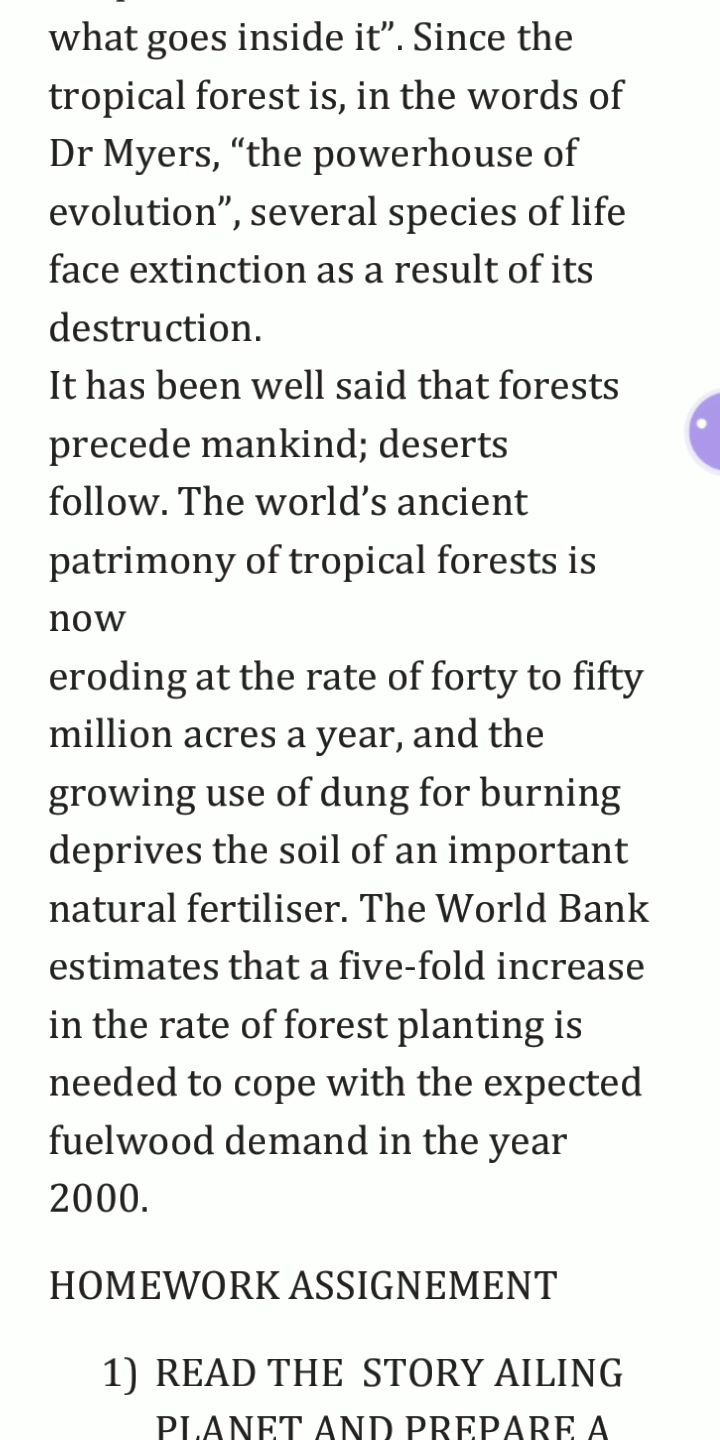 what goes inside it”. Since the
tropical forest is, in the words of
Dr Myers, “the powerhouse of
evolution”, several species of life
face extinction as a result of its
destruction.
It has been well said that forests
precede mankind; deserts
follow. The world’s ancient
patrimony of tropical forests is
now
eroding at the rate of forty to fifty
million acres a year, and the
growing use of dung for burning
deprives the soil of an important
natural fertiliser. The World Bank
estimates that a five-fold increase
in the rate of forest planting is
needed to cope with the expected
fuelwood demand in the year
2000.
HOMEWORK ASSIGNEMENT
1) READ THE STORY AILING
PLANET AND PREPARE A